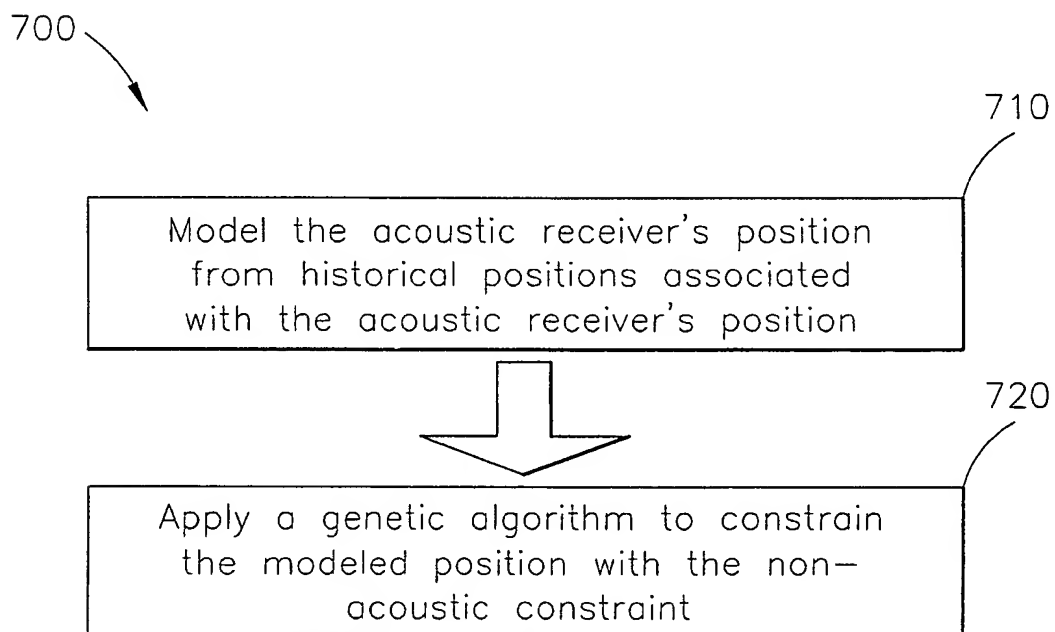 700
710
Model the acoustic receiver's position
from historical positions associated
with the acoustic receiver's position
720
Apply a genetic algorithm to constrain
the modeled position with the non-
acoustic constraint